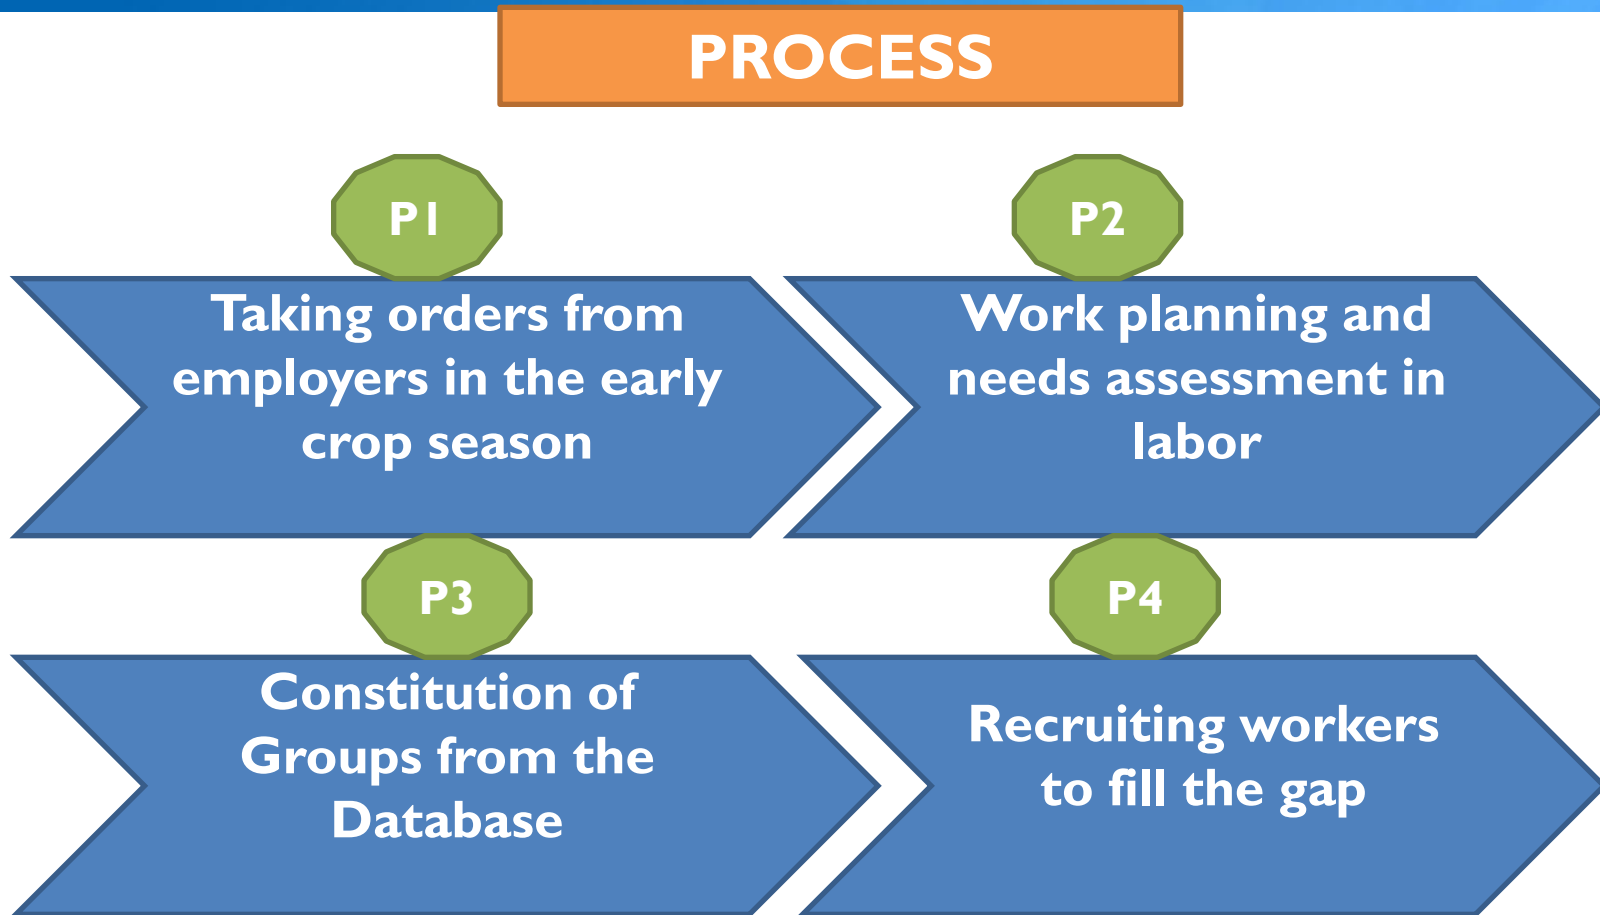 PROCESS
P1
P2
Taking orders from
employers in the early
crop season
Work planning and
needs assessment in
labor
P3
P4
Constitution of
Groups from the
Database
Recruiting workers
to fill the gap